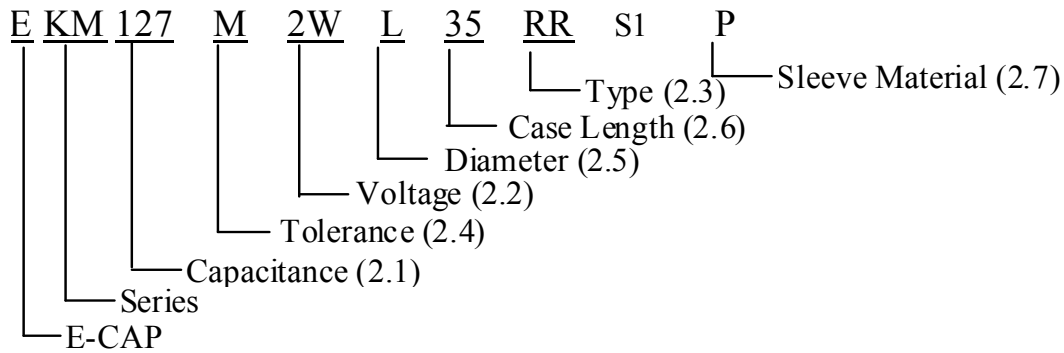 E KM 127 M 2W L 35 RR S1 P
Sleeve Material (2.7)
Type (2.3)
Case Length (2.6)
Diameter (2.5)
Voltage (2.2)
Tolerance (2.4)
Capacitance (2.1)
Series
E-CAP